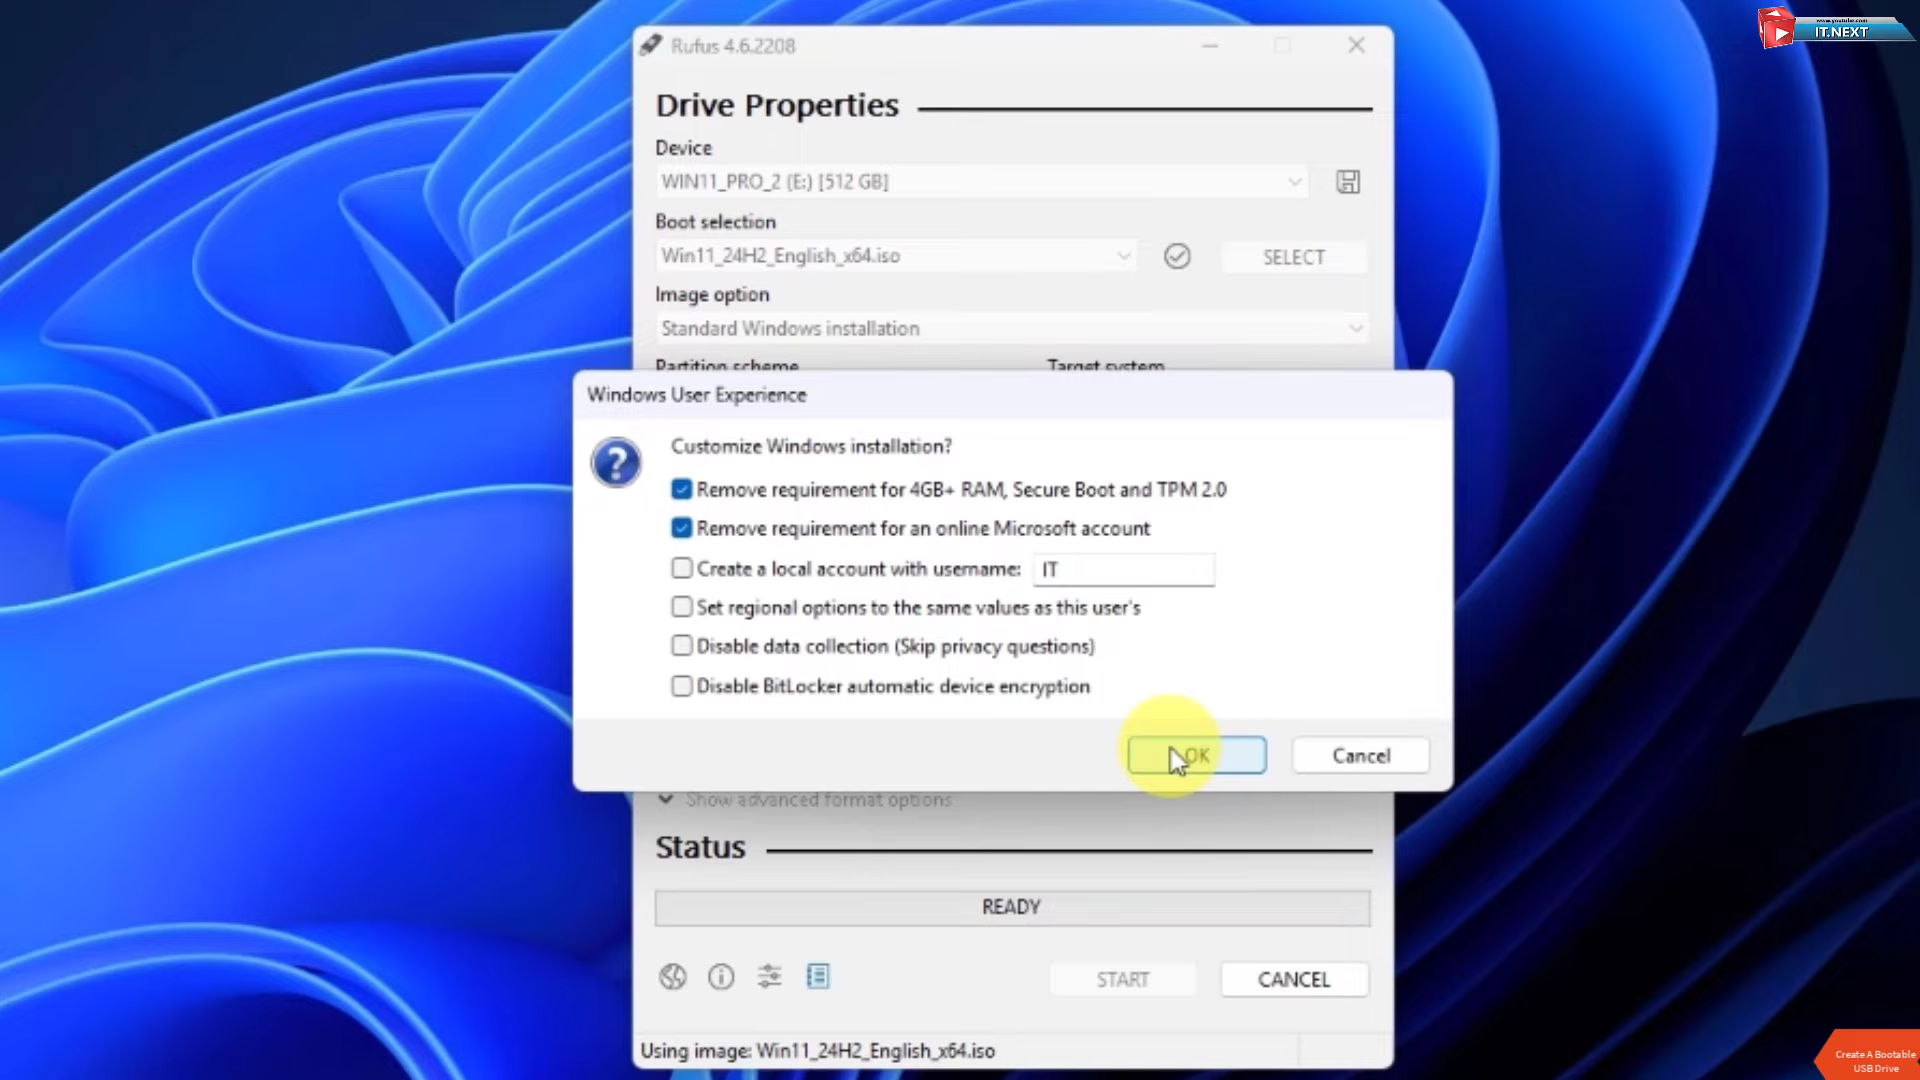 www.youtube.com
IT.NEXT
Rufus 4.6.2208
Drive Properties
Device
WIN11_PRO_2 (E:) [512 GB]
Boot selection
Win11_24H2_English_x64.iso
SELECT
Image option
Standard Windows installation
Partition scheme
Target system
Windows User Experience
Customize Windows installation?
Remove requirement for 4GB+ RAM, Secure Boot and TPM 2.0
Remove requirement for an online Microsoft account
Create a local account with username: IT
Set regional options to the same values as this user's
Disable data collection (Skip privacy questions)
Disable BitLocker automatic device encryption
OK
Cancel
Show advanced format options
Status
READY
START
CANCEL
Using image: Win11_24H2_English_x64.iso
Create A Bootable
USB Drive